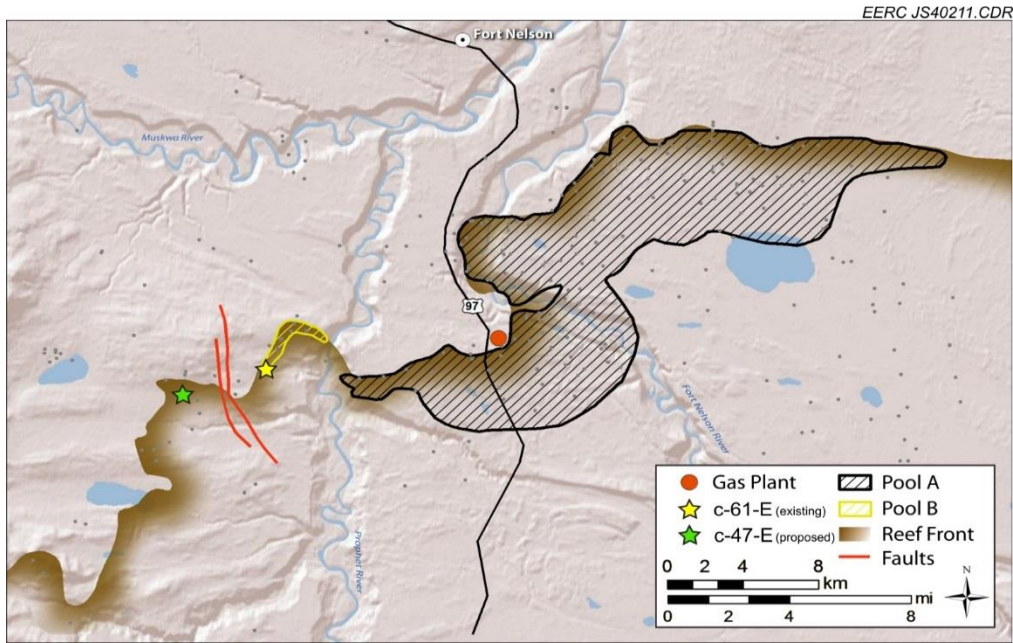 EERC JS40211.CDR
Fort Nelson
Muskwa River
97
Fort Nelson River
Prophet River
Gas Plant
c-61-E (existing)
c-47-E (proposed)
Pool A
Pool B
Reef Front
Faults
0 2 4 8
km
mi
0 2 4 8
N